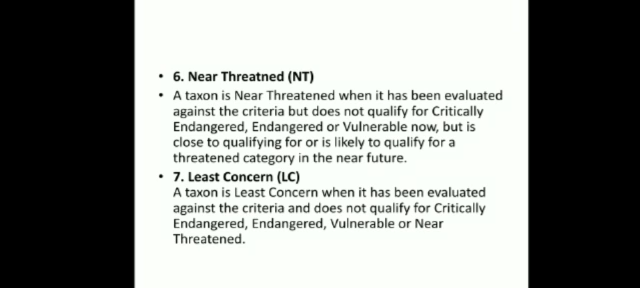 • 6. Near Threatned (NT)
• A taxon is Near Threatened when it has been evaluated
against the criteria but does not qualify for Critically
Endangered, Endangered or Vulnerable now, but is
close to qualifying for or is likely to qualify for a
threatened category in the near future.
• 7. Least Concern (LC)
A taxon is Least Concern when it has been evaluated
against the criteria and does not qualify for Critically
Endangered, Endangered, Vulnerable or Near
Threatened.